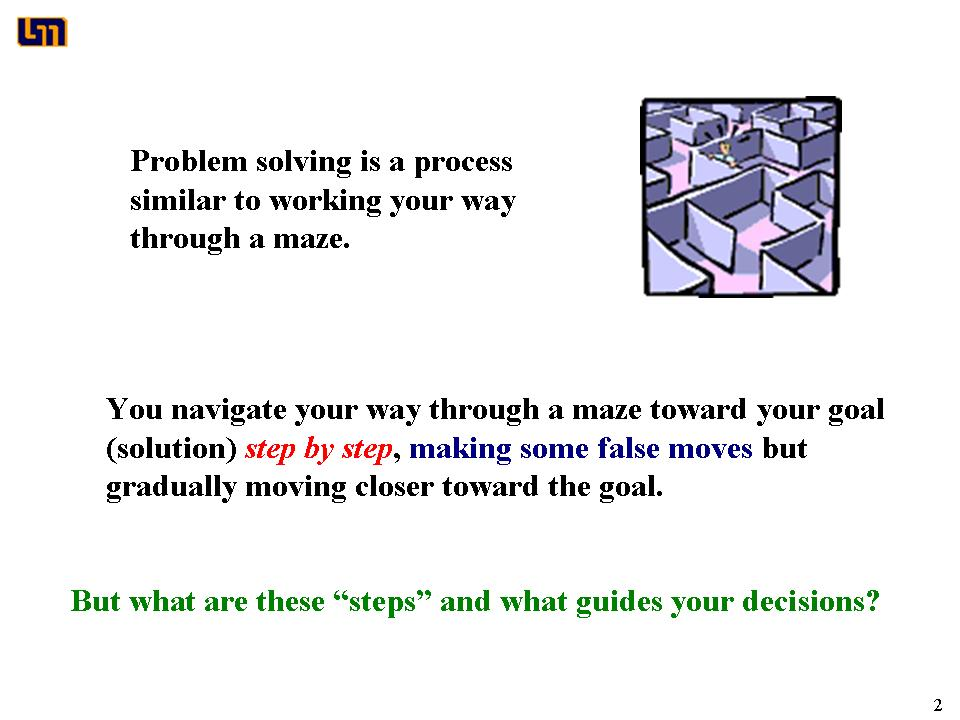 Problem solving is a process
similar to working your way
through a maze.
You navigate your way through a maze toward your goal
(solution) step by step, making some false moves but
gradually moving closer toward the goal.
But what are these “steps” and what guides your decisions?
2